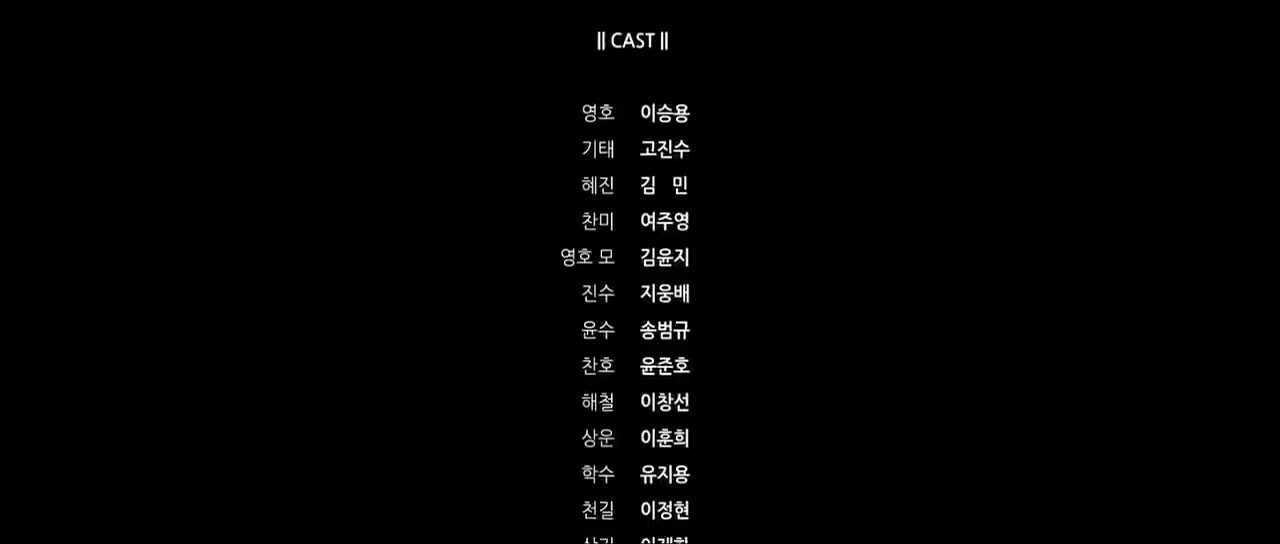 || CAST ||
영호 이승용
기태 고진수
혜진 김 민
찬미 여주영
영호 모 김윤지
진수 지웅배
윤수 송범규
찬호 윤준호
해철 이창선
상운 이훈희
학수 유지용
천길 이정현